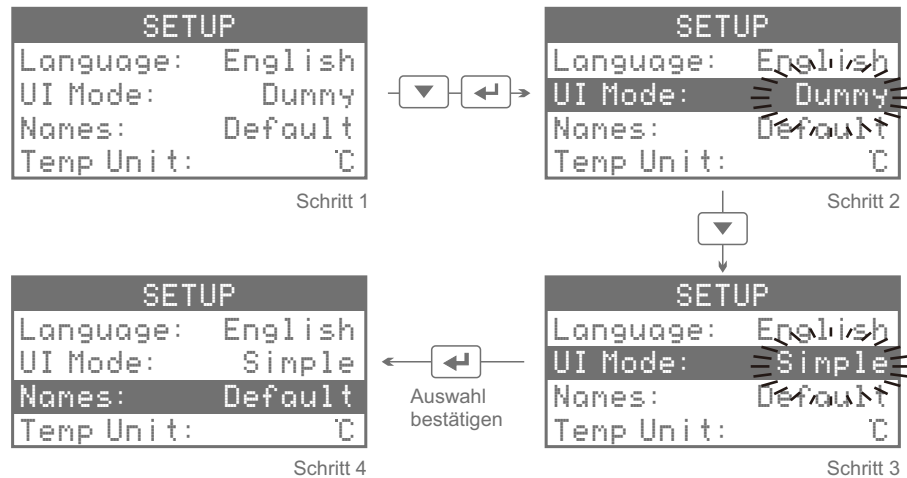 SETUP
Language: English
UI Mode: Dummy
Names: Default
Temp Unit: °C
Schritt 1
SETUP
Language: English
UI Mode: Dummy
Names: Default
Temp Unit: °C
Schritt 2
SETUP
Language: English
UI Mode: Simple
Names: Default
Temp Unit: °C
Schritt 3
Auswahl
bestätigen
SETUP
Language: English
UI Mode: Simple
Names: Default
Temp Unit: °C
Schritt 4